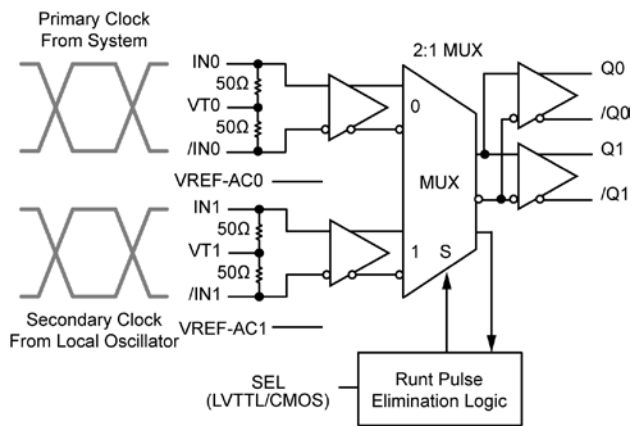 Primary Clock
From System
IN0
50Ω
VT0
50Ω
/IN0
VREF-AC0
IN1
50Ω
VT1
50Ω
/IN1
VREF-AC1
Secondary Clock
From Local Oscillator
2:1 MUX
0
MUX
1
S
Q0
/Q0
Q1
/Q1
SEL
(LVTTL/CMOS)
Runt Pulse
Elimination Logic